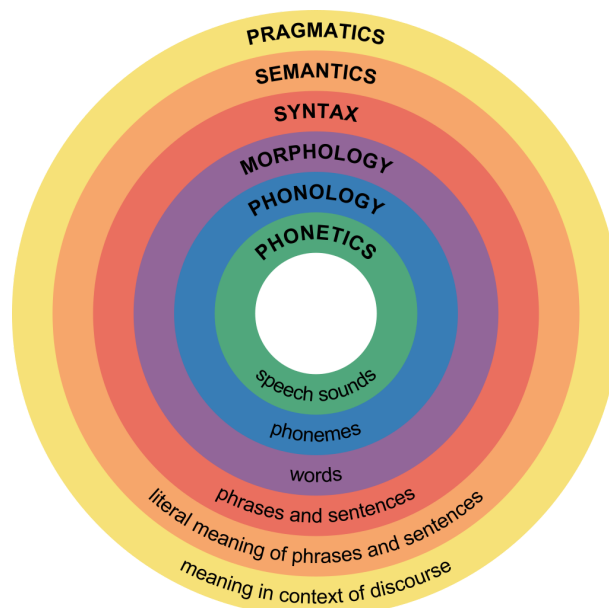 PRAGMATICS
SEMANTICS
SYNTAX
MORPHOLOGY
PHONOLOGY
PHONETICS
speech sounds
phonemes
words
phrases and sentences
literal meaning of phrases and sentences
meaning in context of discourse